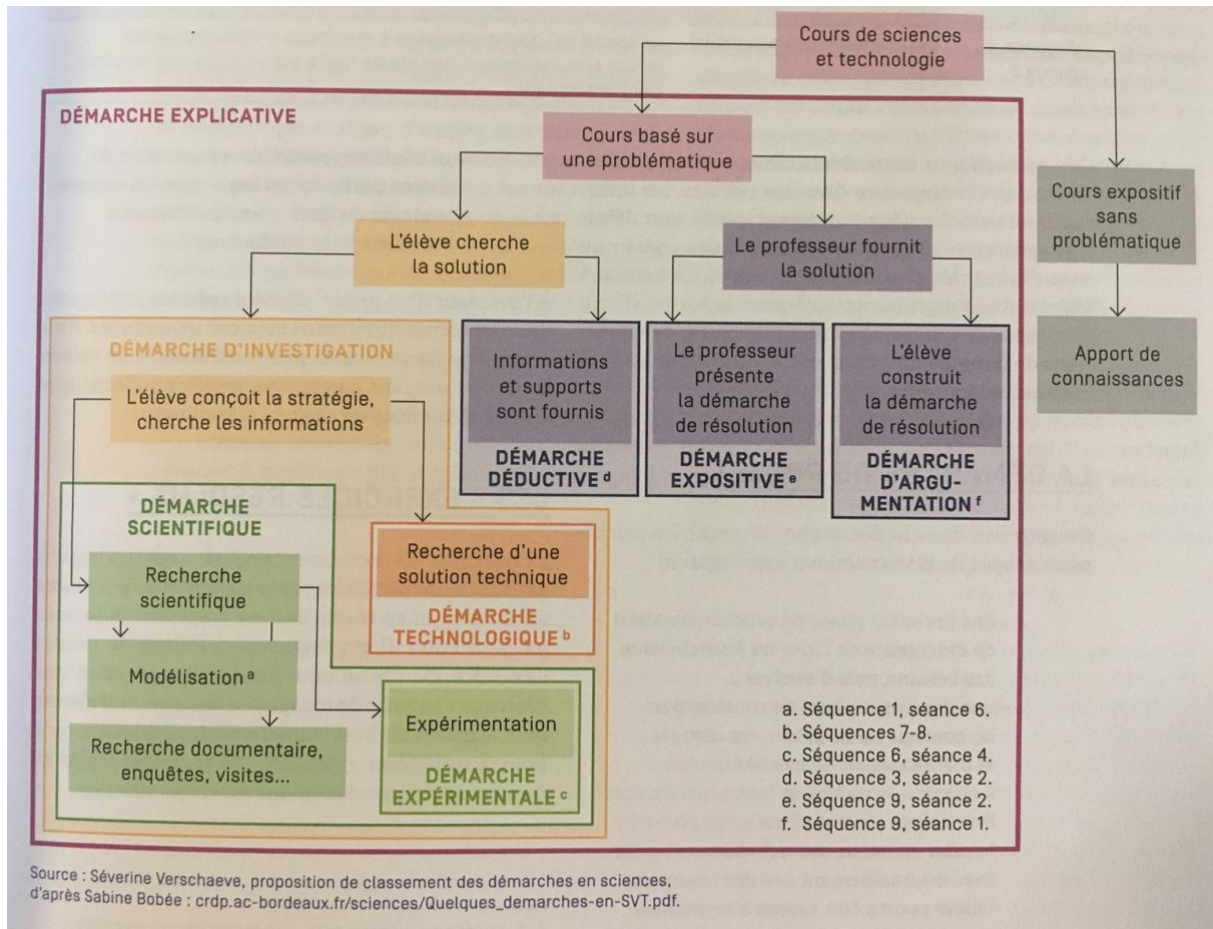 Cours de sciences
et technologie
DÉMARCHE EXPLICATIVE
Cours basé sur
une problématique
Cours expositif
sans
problématique
L'élève cherche
la solution
Le professeur fournit
la solution
DÉMARCHE D'INVESTIGATION
L'élève conçoit la stratégie,
cherche les informations
Informations
et supports
sont fournis
DÉMARCHE
DÉDUCTIVE d
Le professeur
présente
la démarche
de résolution
DÉMARCHE
EXPOSITIVE e
L'élève
construit
la démarche
de résolution
DÉMARCHE
D'ARGU-
MENTATION f
Apport de
connaissances
DÉMARCHE
SCIENTIFIQUE
Recherche
scientifique
Modélisation a
Recherche documentaire,
enquêtes, visites...
Recherche d'une
solution technique
DÉMARCHE
TECHNOLOGIQUE b
Expérimentation
DÉMARCHE
EXPÉRIMENTALE c
a. Séquence 1, séance 6.
b. Séquences 7-8.
c. Séquence 6, séance 4.
d. Séquence 3, séance 2.
e. Séquence 9, séance 2.
f. Séquence 9, séance 1.
Source : Séverine Verschaeve, proposition de classement des démarches en sciences,
d'après Sabine Bobée : crdp.ac-bordeaux.fr/sciences/Quelques_demarches-en-SVT.pdf.